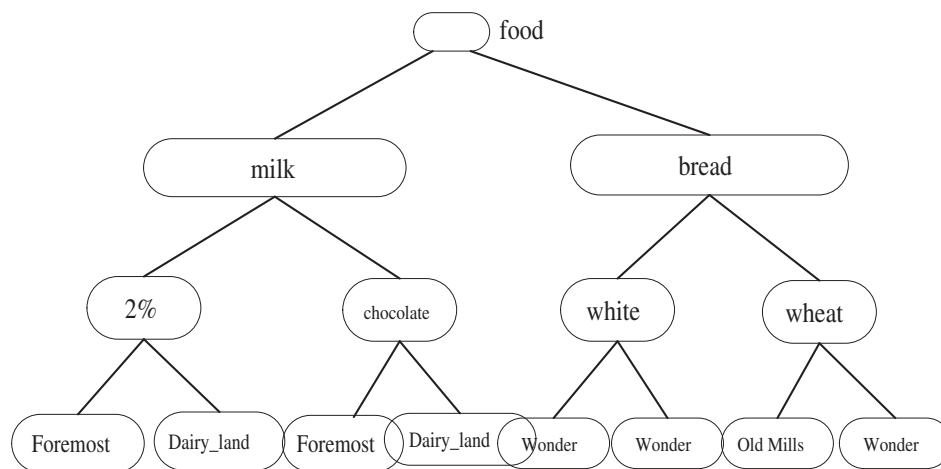 food
milk
bread
2%
chocolate
white
wheat
Foremost
Dairy_land
Foremost
Dairy_land
Wonder
Wonder
Old Mills
Wonder